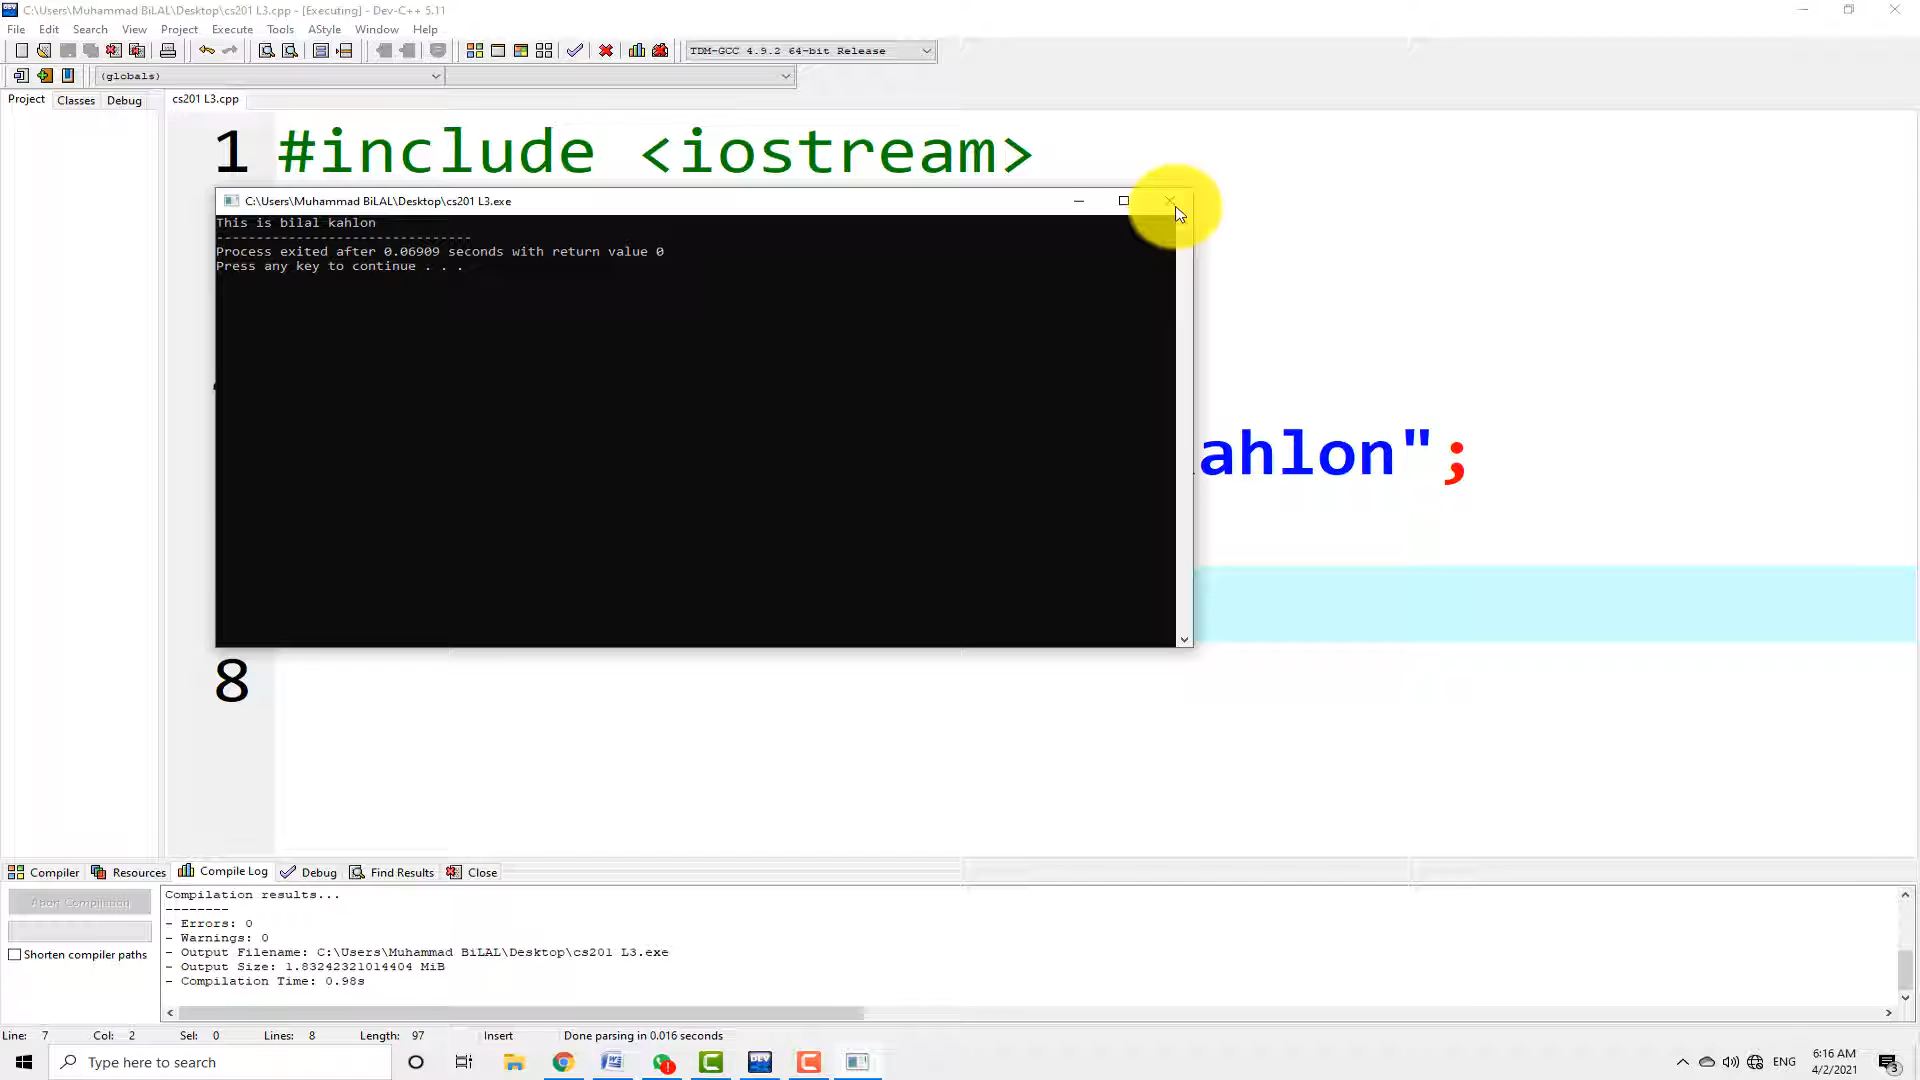 C:\Users\Muhammad BiLAL\Desktop\cs201 L3.cpp - [Executing] - Dev-C++ 5.11
File Edit Search View Project Execute Tools AStyle Window Help
TDM-GCC 4.9.2 64-bit Release
(globals)
Project Classes Debug cs201 L3.cpp
1 #include <iostream>
C:\Users\Muhammad BiLAL\Desktop\cs201 L3.exe
This is bilal kahlon
--------------------------------
Process exited after 0.06909 seconds with return value 0
Press any key to continue . . .
ahlon";
8
Compiler Resources Compile Log Debug Find Results Close
Abort Compilation
Shorten compiler paths
Compilation results...
--------
- Errors: 0
- Warnings: 0
- Output Filename: C:\Users\Muhammad BiLAL\Desktop\cs201 L3.exe
- Output Size: 1.83242321014404 MiB
- Compilation Time: 0.98s
Line: 7 Col: 2 Sel: 0 Lines: 8 Length: 97 Insert Done parsing in 0.016 seconds
Type here to search
ENG
6:16 AM
4/2/2021
3